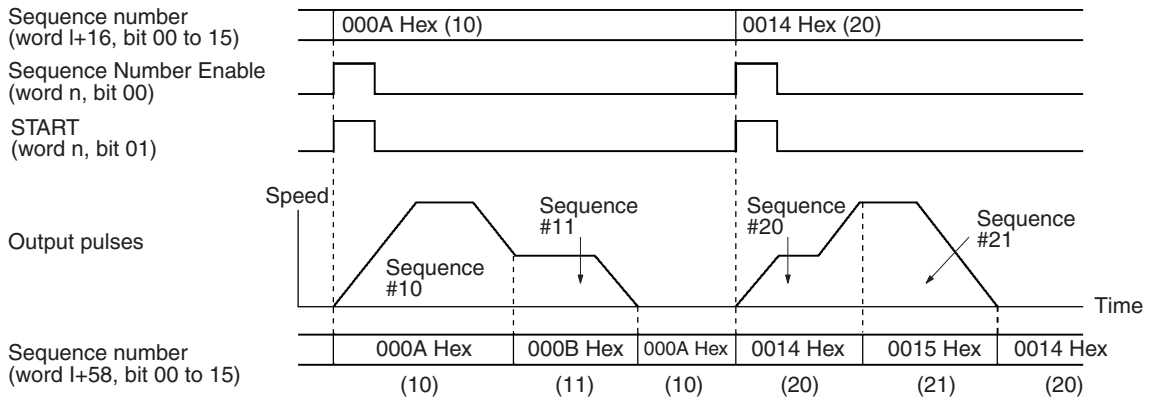 Sequence number
(word l+16, bit 00 to 15)
000A Hex (10)
0014 Hex (20)
Sequence Number Enable
(word n, bit 00)
START
(word n, bit 01)
Speed
Output pulses
Sequence
#10
Sequence
#11
Sequence
#20
Sequence
#21
Time
Sequence number
(word l+58, bit 00 to 15)
000A Hex
000B Hex
000A Hex
0014 Hex
0015 Hex
0014 Hex
(10)
(11)
(10)
(20)
(21)
(20)